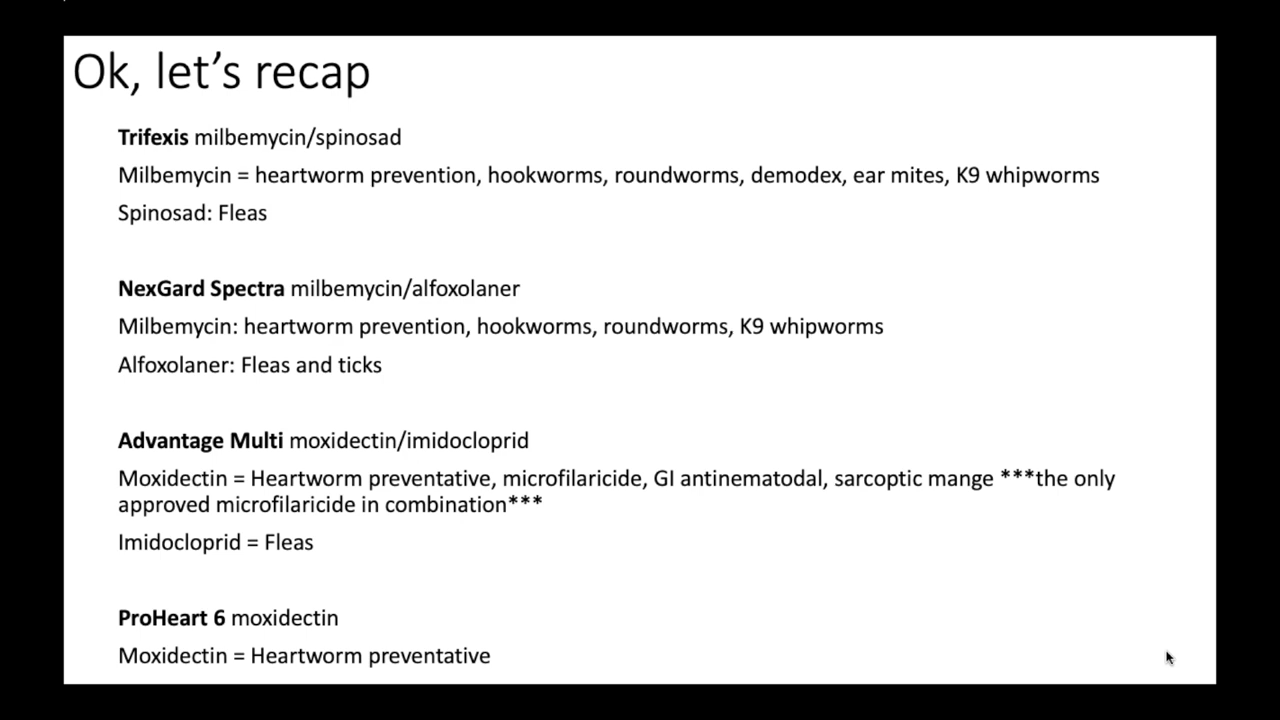 Ok, let’s recap
Trifexis milbemycin/spinosad
Milbemycin = heartworm prevention, hookworms, roundworms, demodex, ear mites, K9 whipworms
Spinosad: Fleas
NexGard Spectra milbemycin/alfoxolaner
Milbemycin: heartworm prevention, hookworms, roundworms, K9 whipworms
Alfoxolaner: Fleas and ticks
Advantage Multi moxidectin/imidocloprid
Moxidectin = Heartworm preventative, microfilaricide, GI antinematodal, sarcoptic mange ***the only
approved microfilaricide in combination***
Imidocloprid = Fleas
ProHeart 6 moxidectin
Moxidectin = Heartworm preventative